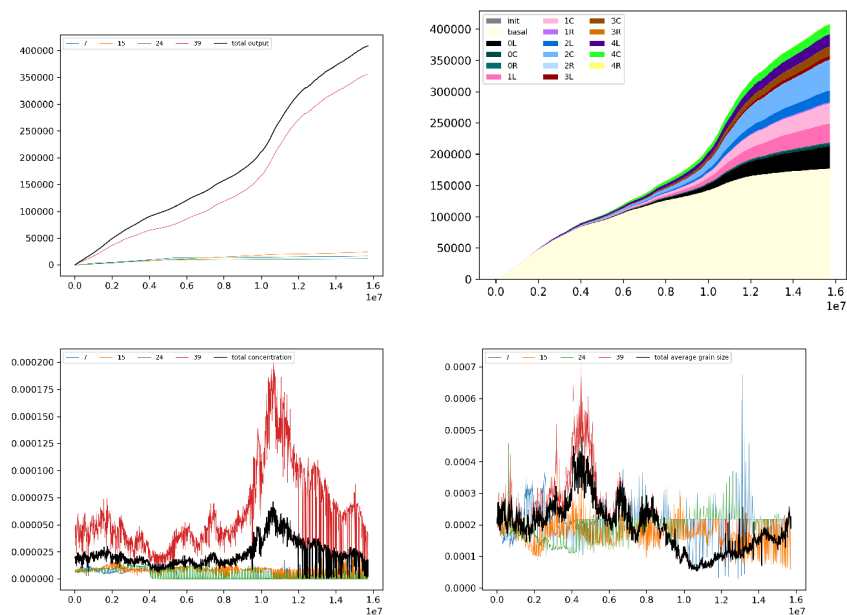 7 15 24 39 total output
400000
350000
300000
250000
200000
150000
100000
50000
0
0.0 0.2 0.4 0.6 0.8 1.0 1.2 1.4 1.6
1e7
init 1C 3C
basal 1R 3R
0L 2L 4L
0C 2C 4C
0R 2R 4R
1L 3L
400000
350000
300000
250000
200000
150000
100000
50000
0
0.0 0.2 0.4 0.6 0.8 1.0 1.2 1.4 1.6
1e7
7 15 24 39 total concentration
0.000200
0.000175
0.000150
0.000125
0.000100
0.000075
0.000050
0.000025
0.000000
0.0 0.2 0.4 0.6 0.8 1.0 1.2 1.4 1.6
1e7
7 15 24 39 total average grain size
0.0007
0.0006
0.0005
0.0004
0.0003
0.0002
0.0001
0.0000
0.0 0.2 0.4 0.6 0.8 1.0 1.2 1.4 1.6
1e7